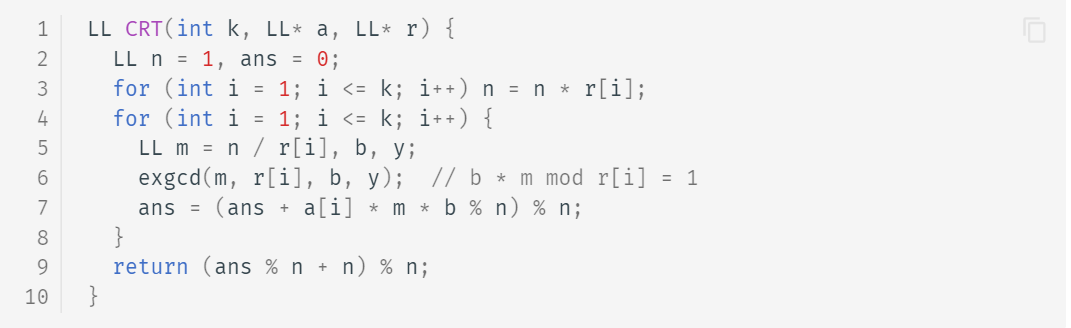 1 LL CRT(int k, LL* a, LL* r) {
2   LL n = 1, ans = 0;
3   for (int i = 1; i <= k; i++) n = n * r[i];
4   for (int i = 1; i <= k; i++) {
5     LL m = n / r[i], b, y;
6     exgcd(m, r[i], b, y);  // b * m mod r[i] = 1
7     ans = (ans + a[i] * m * b % n) % n;
8   }
9   return (ans % n + n) % n;
10 }